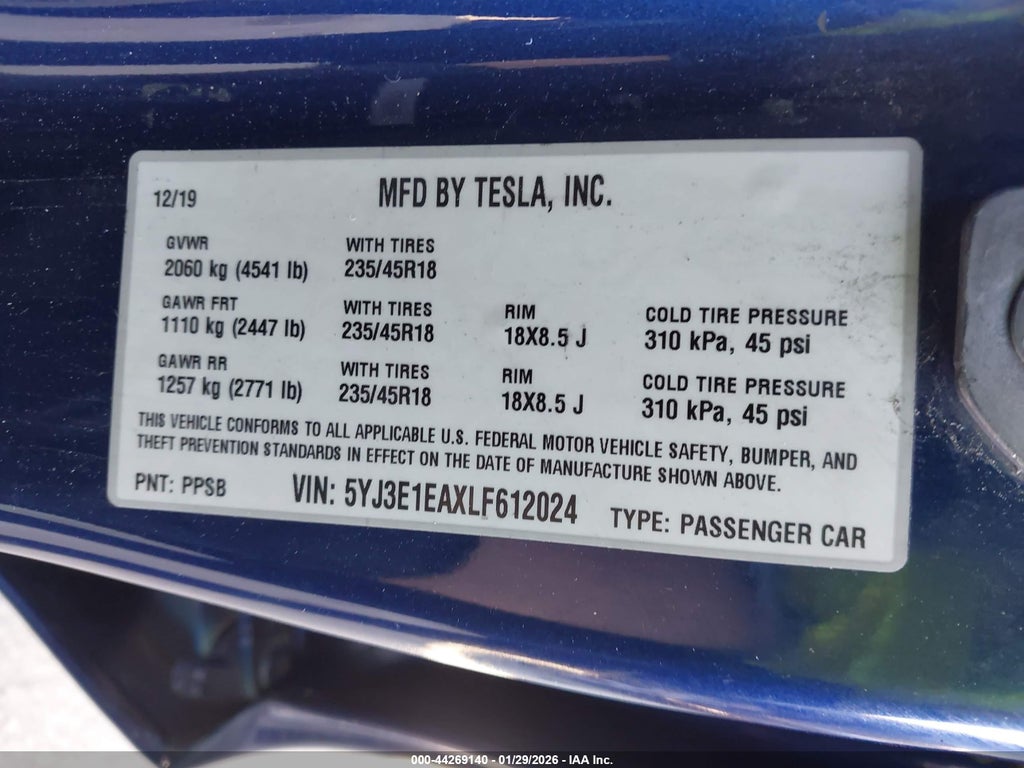 12/19 MFD BY TESLA, INC.
GVWR WITH TIRES
2060 kg (4541 lb) 235/45R18
GAWR FRT WITH TIRES RIM COLD TIRE PRESSURE
1110 kg (2447 lb) 235/45R18 18X8.5 J 310 kPa, 45 psi
GAWR RR WITH TIRES RIM COLD TIRE PRESSURE
1257 kg (2771 lb) 235/45R18 18X8.5 J 310 kPa, 45 psi
THIS VEHICLE CONFORMS TO ALL APPLICABLE U.S. FEDERAL MOTOR VEHICLE SAFETY, BUMPER, AND
THEFT PREVENTION STANDARDS IN EFFECT ON THE DATE OF MANUFACTURE SHOWN ABOVE.
PNT: PPSB VIN: 5YJ3E1EAXLF612024 TYPE: PASSENGER CAR
000-44269140 - 01/29/2026 - IAA Inc.